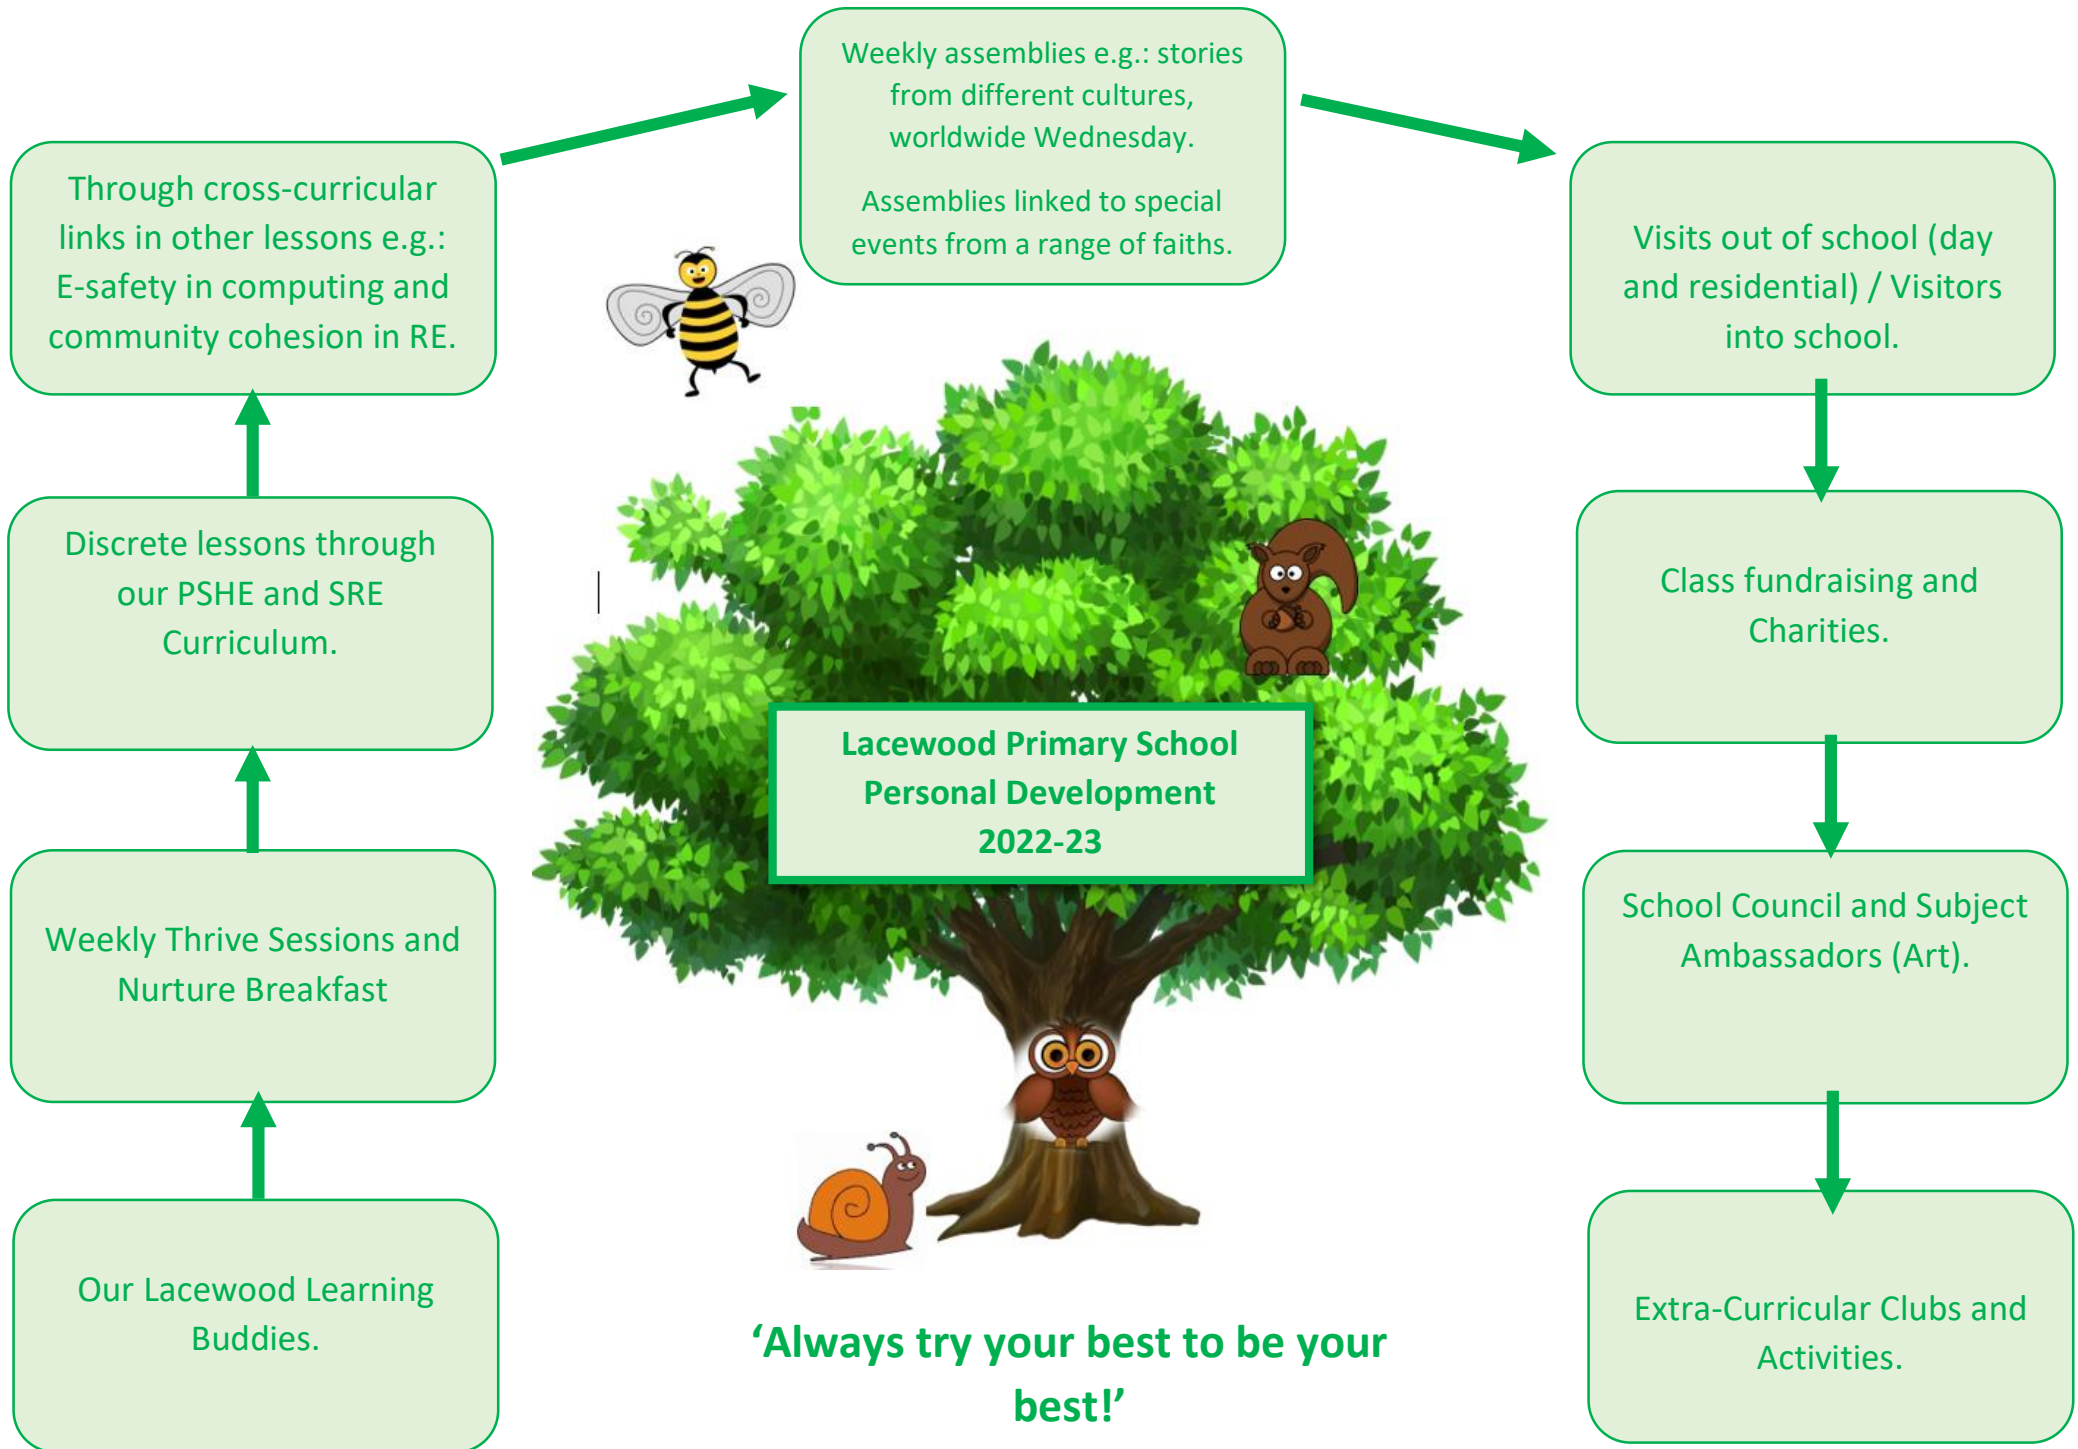 Weekly assemblies e.g.: stories
from different cultures,
worldwide Wednesday.
Assemblies linked to special
events from a range of faiths.
Through cross-curricular
links in other lessons e.g.:
E-safety in computing and
community cohesion in RE.
Visits out of school (day
and residential) / Visitors
into school.
Discrete lessons through
our PSHE and SRE
Curriculum.
Class fundraising and
Charities.
Lacewood Primary School
Personal Development
2022-23
Weekly Thrive Sessions and
Nurture Breakfast
School Council and Subject
Ambassadors (Art).
Our Lacewood Learning
Buddies.
Extra-Curricular Clubs and
Activities.
‘Always try your best to be your
best!’